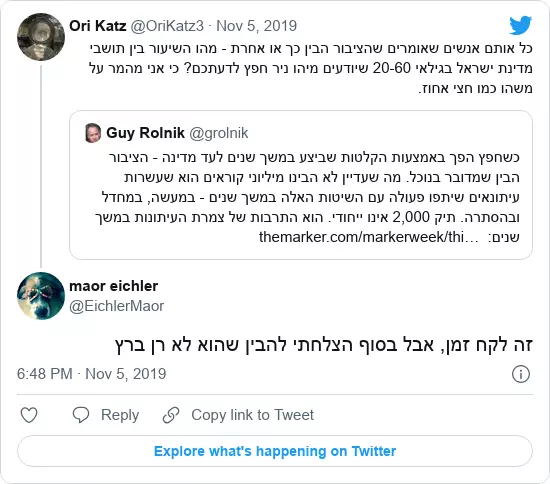 Ori Katz @OriKatz3 · Nov 5, 2019
כל אותם אנשים שאומרים שהציבור הבין כך או אחרת - מהו השיעור בין תושבי
מדינת ישראל בגילאי 20-60 שיודעים מיהו ניר חפץ לדעתכם? כי אני מהמר על
משהו כמו חצי אחוז.
Guy Rolnik @grolnik
כשחפץ הפך באמצעות הקלטות שביצע במשך שנים לעד מדינה - הציבור
הבין שמדובר בנוכל. מה שעדיין לא הבינו מיליוני קוראים הוא שעשרות
עיתונאים שיתפו פעולה עם השיטות האלה במשך שנים - במעשה, במחדל
ובהסתרה. תיק 2,000 אינו ייחודי. הוא התרבות של צמרת העיתונות במשך
שנים: themarker.com/markerweek/thi…
maor eichler
@EichlerMaor
זה לקח זמן, אבל בסוף הצלחתי להבין שהוא לא רן ברץ
6:48 PM · Nov 5, 2019
Reply Copy link to Tweet
Explore what's happening on Twitter